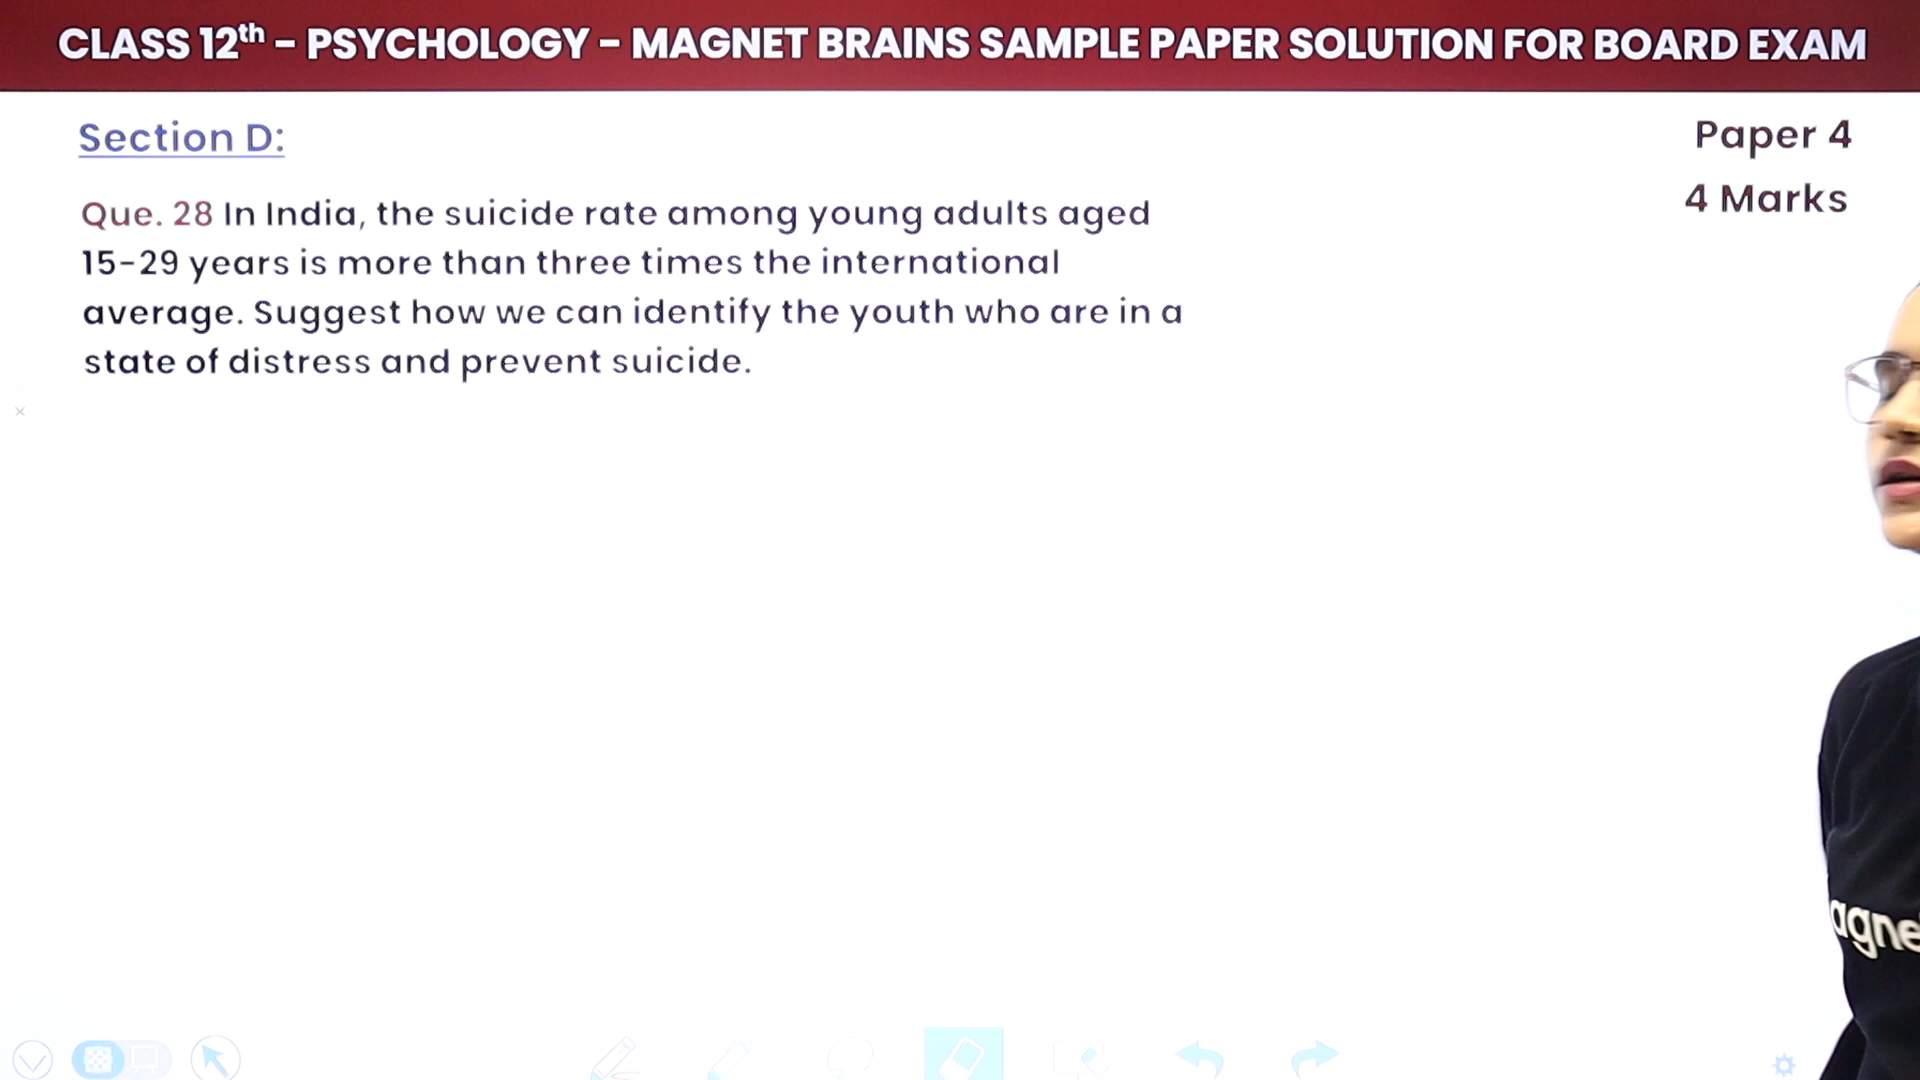 CLASS 12th - PSYCHOLOGY - MAGNET BRAINS SAMPLE PAPER SOLUTION FOR BOARD EXAM
Section D:
Paper 4
4 Marks
Que. 28 In India, the suicide rate among young adults aged
15-29 years is more than three times the international
average. Suggest how we can identify the youth who are in a
state of distress and prevent suicide.
agne